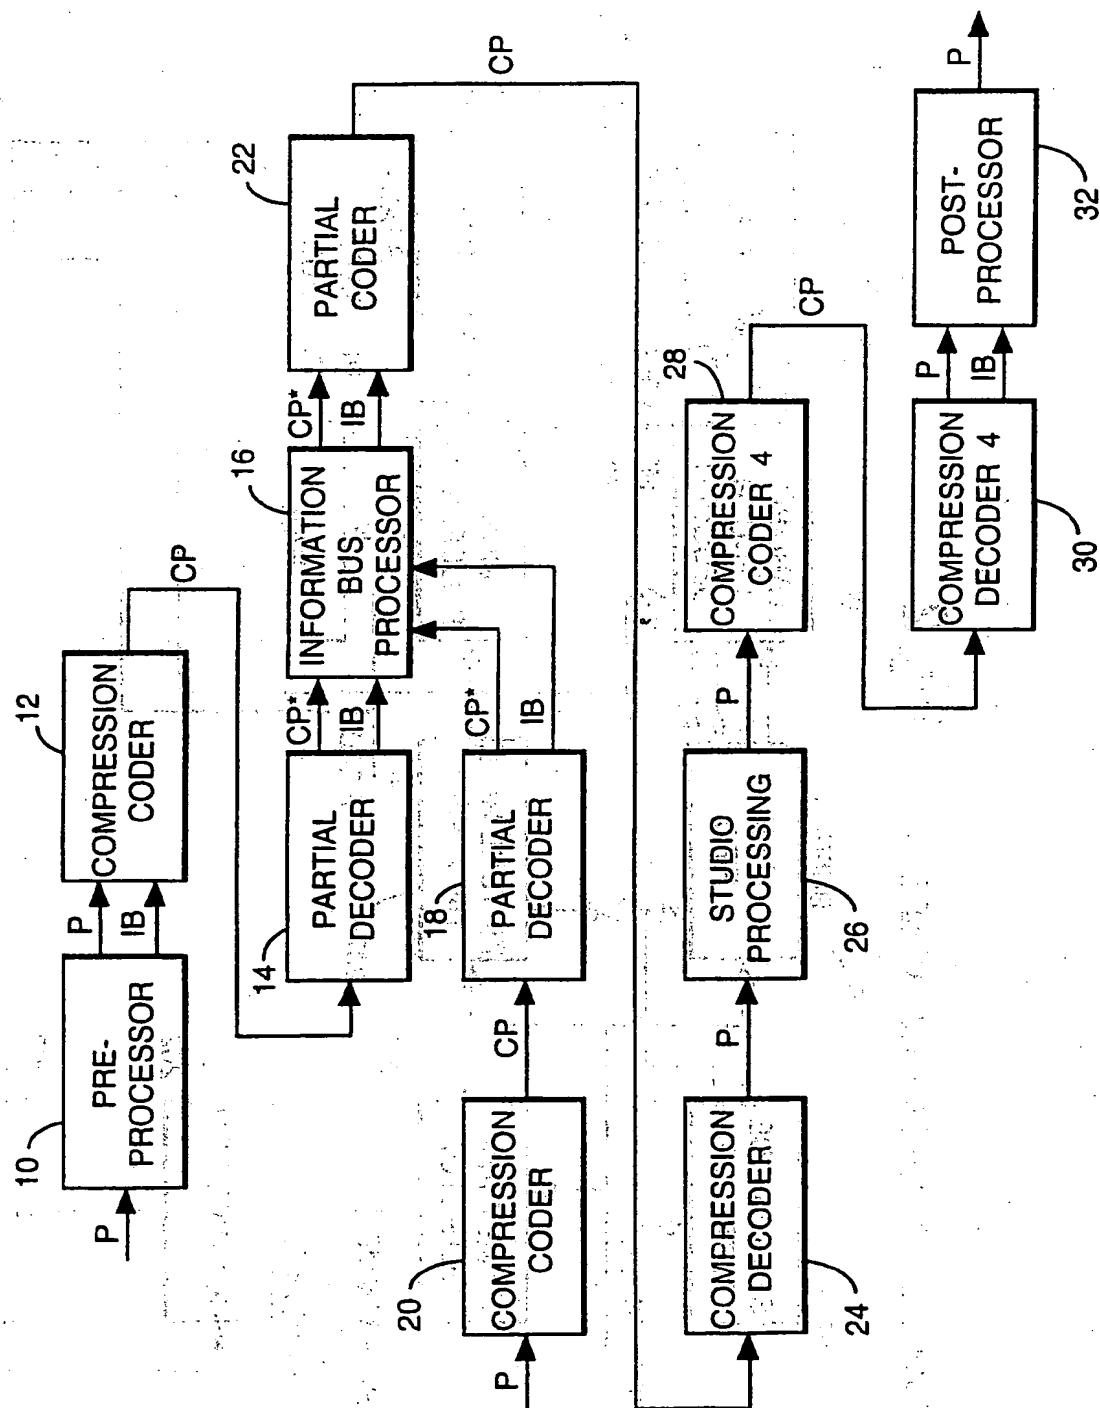 P
10
PRE-
PROCESSOR
P
IB
12
COMPRESSION
CODER
CP
14
PARTIAL
DECODER
CP*
IB
16
INFORMATION
BUS
PROCESSOR
CP*
IB
22
PARTIAL
CODER
CP
P
20
COMPRESSION
CODER
CP
18
PARTIAL
DECODER
CP*
IB
24
COMPRESSION
DECODER
P
26
STUDIO
PROCESSING
P
28
COMPRESSION
CODER 4
CP
30
COMPRESSION
DECODER 4
P
IB
32
POST-
PROCESSOR
P